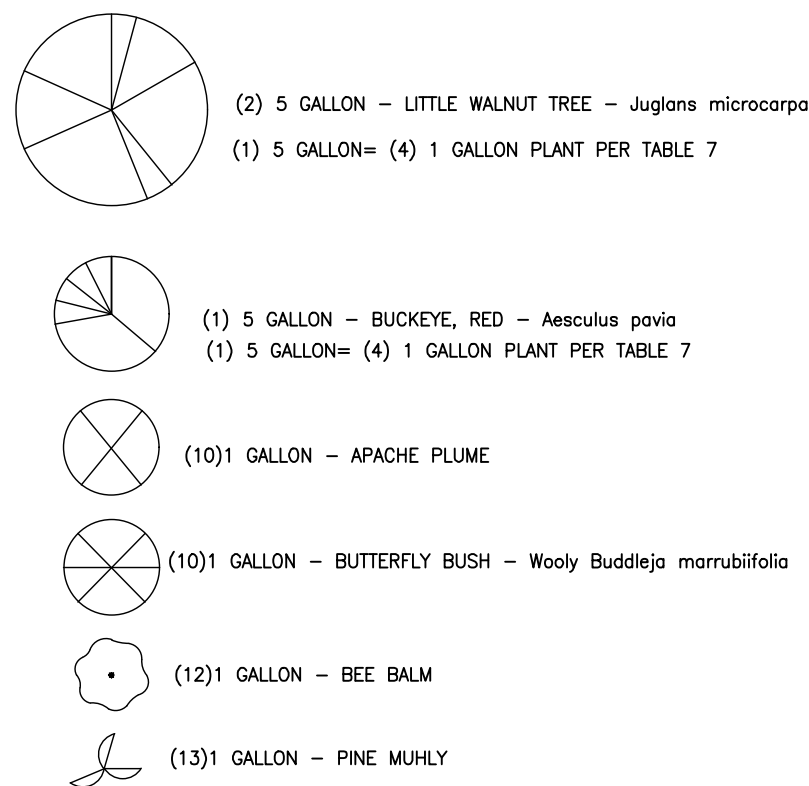 (2) 5 GALLON – LITTLE WALNUT TREE – Juglans microcarpa
(1) 5 GALLON= (4) 1 GALLON PLANT PER TABLE 7
(1) 5 GALLON – BUCKEYE, RED – Aesculus pavia
(1) 5 GALLON= (4) 1 GALLON PLANT PER TABLE 7
(10)1 GALLON – APACHE PLUME
(10)1 GALLON – BUTTERFLY BUSH – Wooly Buddleja marrubiifolia
(12)1 GALLON – BEE BALM
(13)1 GALLON – PINE MUHLY